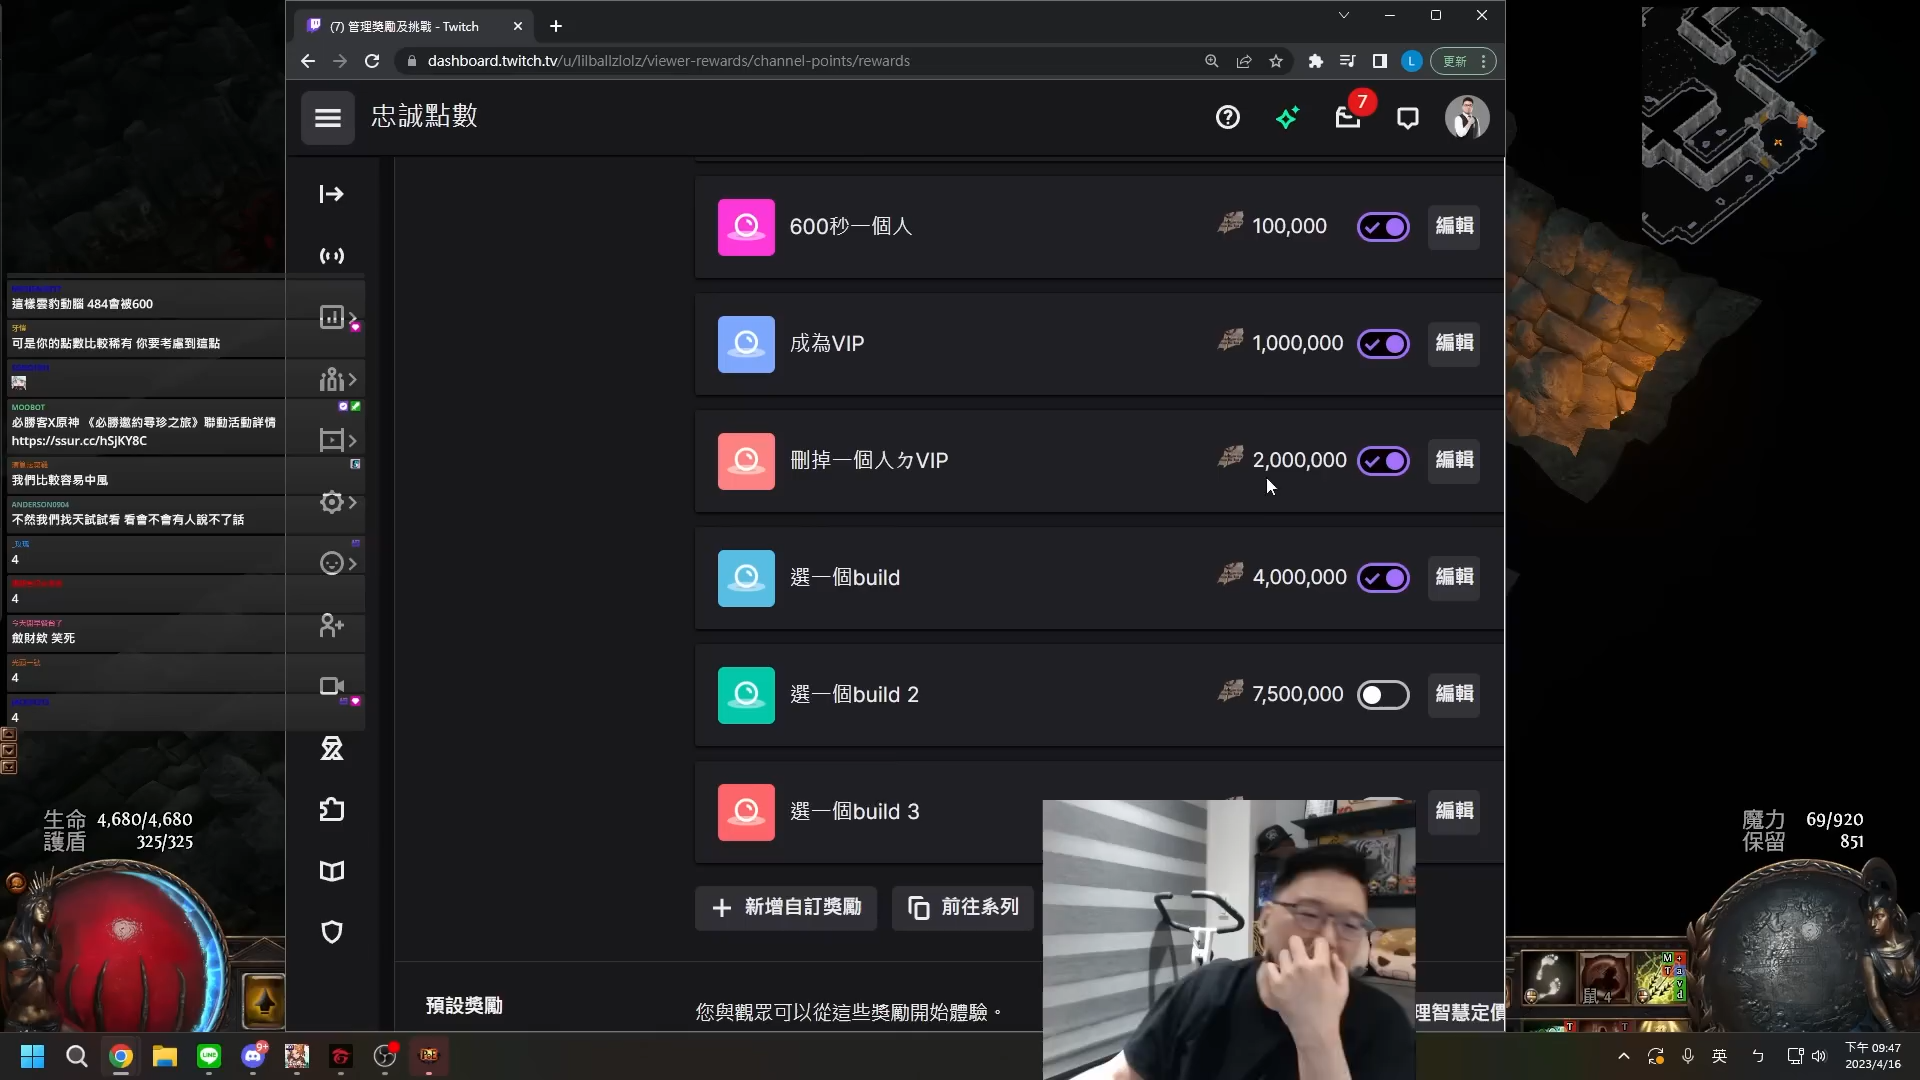 (7) 管理獎勵及挑戰 - Twitch
dashboard.twitch.tv/u/lilballzlolz/viewer-rewards/channel-points/rewards
L
更新
忠誠點數
7
600秒一個人
100,000
編輯
成為VIP
1,000,000
編輯
刪掉一個人ㄉVIP
2,000,000
編輯
選一個build
4,000,000
編輯
選一個build 2
7,500,000
編輯
選一個build 3
編輯
新增自訂獎勵
前往系列
預設獎勵
您與觀眾可以從這些獎勵開始體驗。
理智慧定價
這樣雲豹動腦 484會被600
可是你的點數比較稀有 你要考慮到這點
MOOBOT
必勝客X原神 《必勝邀約尋珍之旅》聯動活動詳情
https://ssur.cc/hSjKY8C
我們比較容易中風
ANDERSON0904
不然我們找天試試看 看會不會有人說不了話
4
4
斂財欸 笑死
4
4
生命 4,680/4,680
護盾 325/325
魔力 69/920
保留 851
鼠 4
M
T
T
9+
英
ㄅ
下午 09:47
2023/4/16